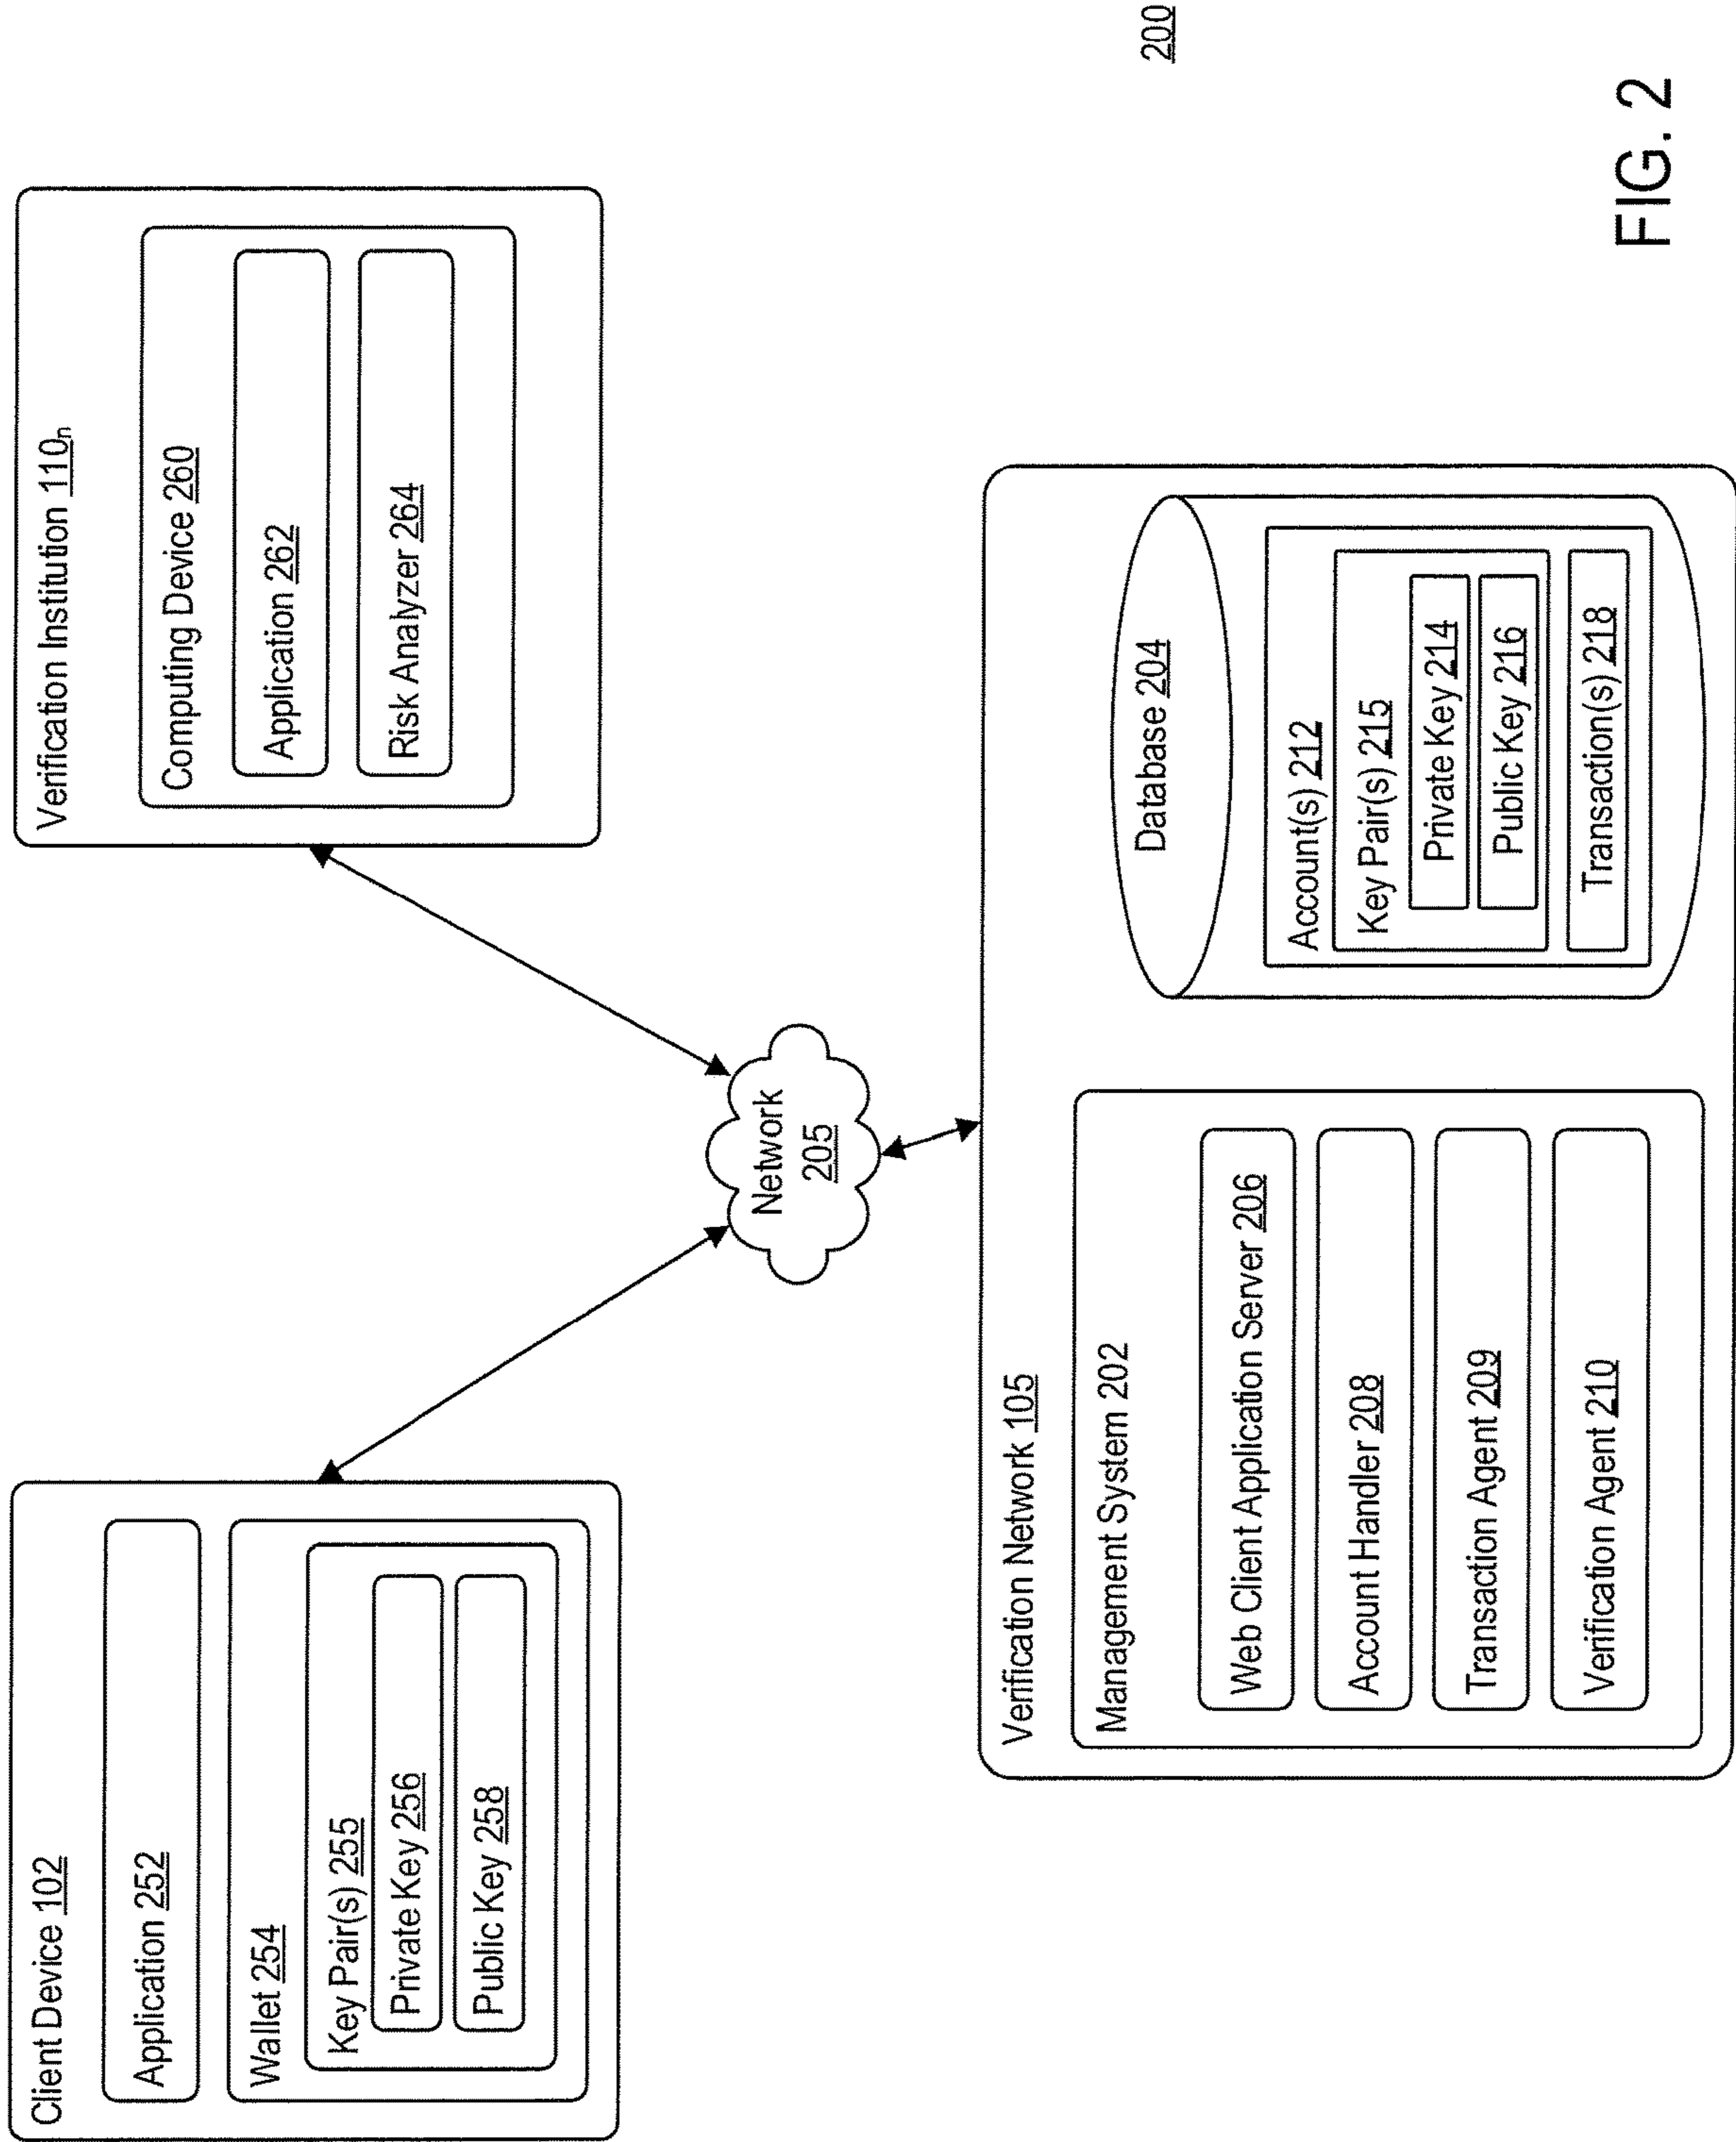 Client Device 102
Application 252
Wallet 254
Key Pair(s) 255
Private Key 256
Public Key 258
Verification Institution 110n
Computing Device 260
Application 262
Risk Analyzer 264
Network
205
Verification Network 105
Management System 202
Web Client Application Server 206
Account Handler 208
Transaction Agent 209
Verification Agent 210
Database 204
Account(s) 212
Key Pair(s) 215
Private Key 214
Public Key 216
Transaction(s) 218
200
FIG. 2